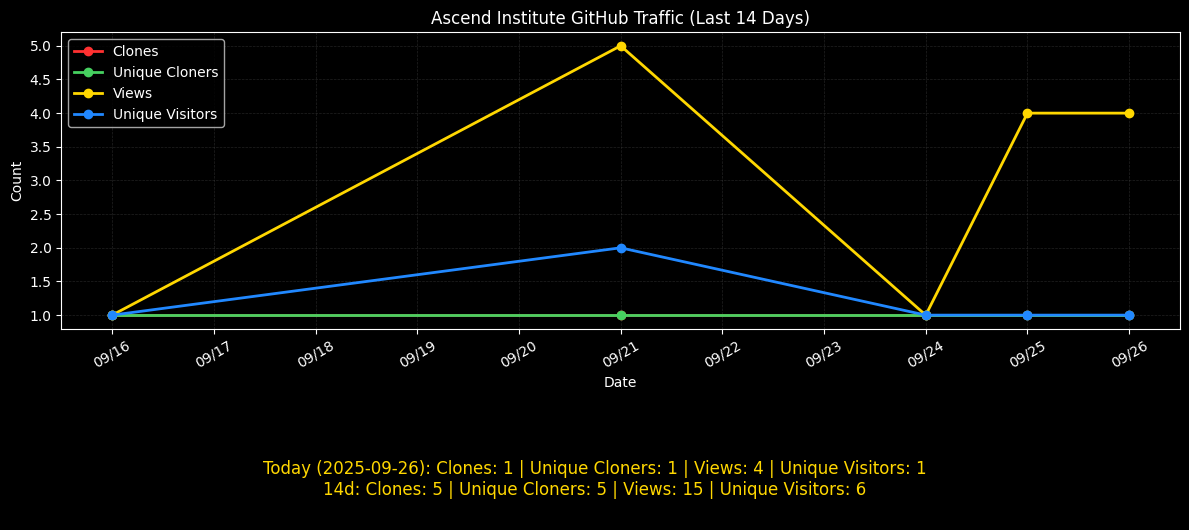 Ascend Institute GitHub Traffic (Last 14 Days)
Clones
Unique Cloners
Views
Unique Visitors
Count
5.0
4.5
4.0
3.5
3.0
2.5
2.0
1.5
1.0
09/16
09/17
09/18
09/19
09/20
09/21
09/22
09/23
09/24
09/25
09/26
Date
Today (2025-09-26): Clones: 1 | Unique Cloners: 1 | Views: 4 | Unique Visitors: 1
14d: Clones: 5 | Unique Cloners: 5 | Views: 15 | Unique Visitors: 6